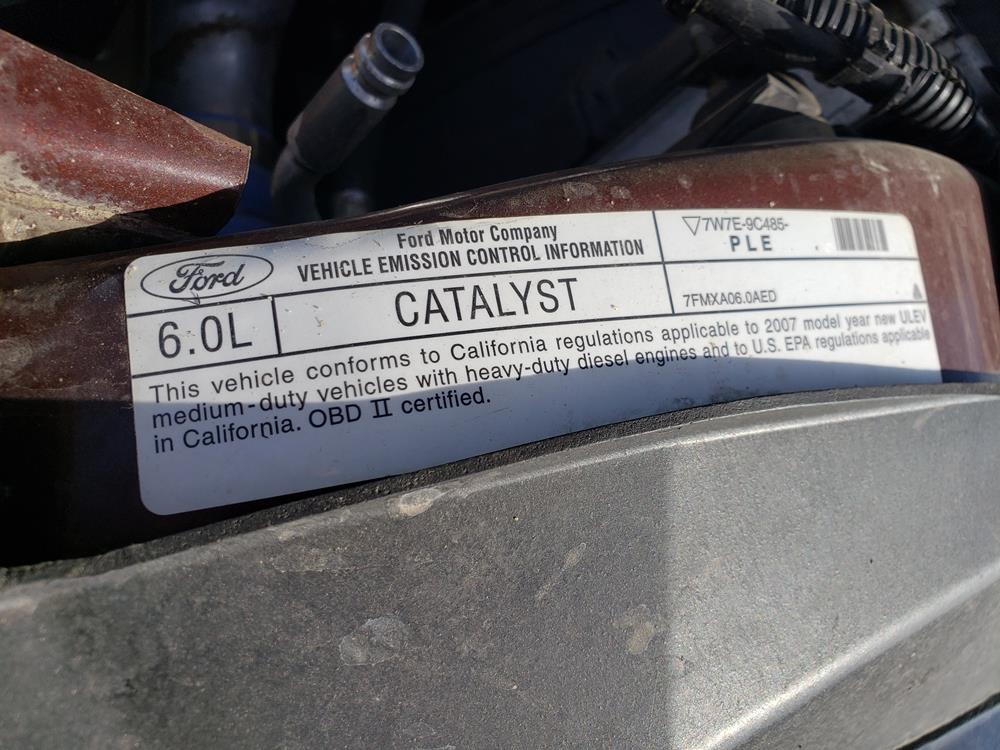 Ford
Ford Motor Company
VEHICLE EMISSION CONTROL INFORMATION
7W7E-9C485-
PLE
6.0L
CATALYST
7FMXA06.0AED
This vehicle conforms to California regulations applicable to 2007 model year new ULEV
medium-duty vehicles with heavy-duty diesel engines and to U.S. EPA regulations applicable
in California. OBD II certified.